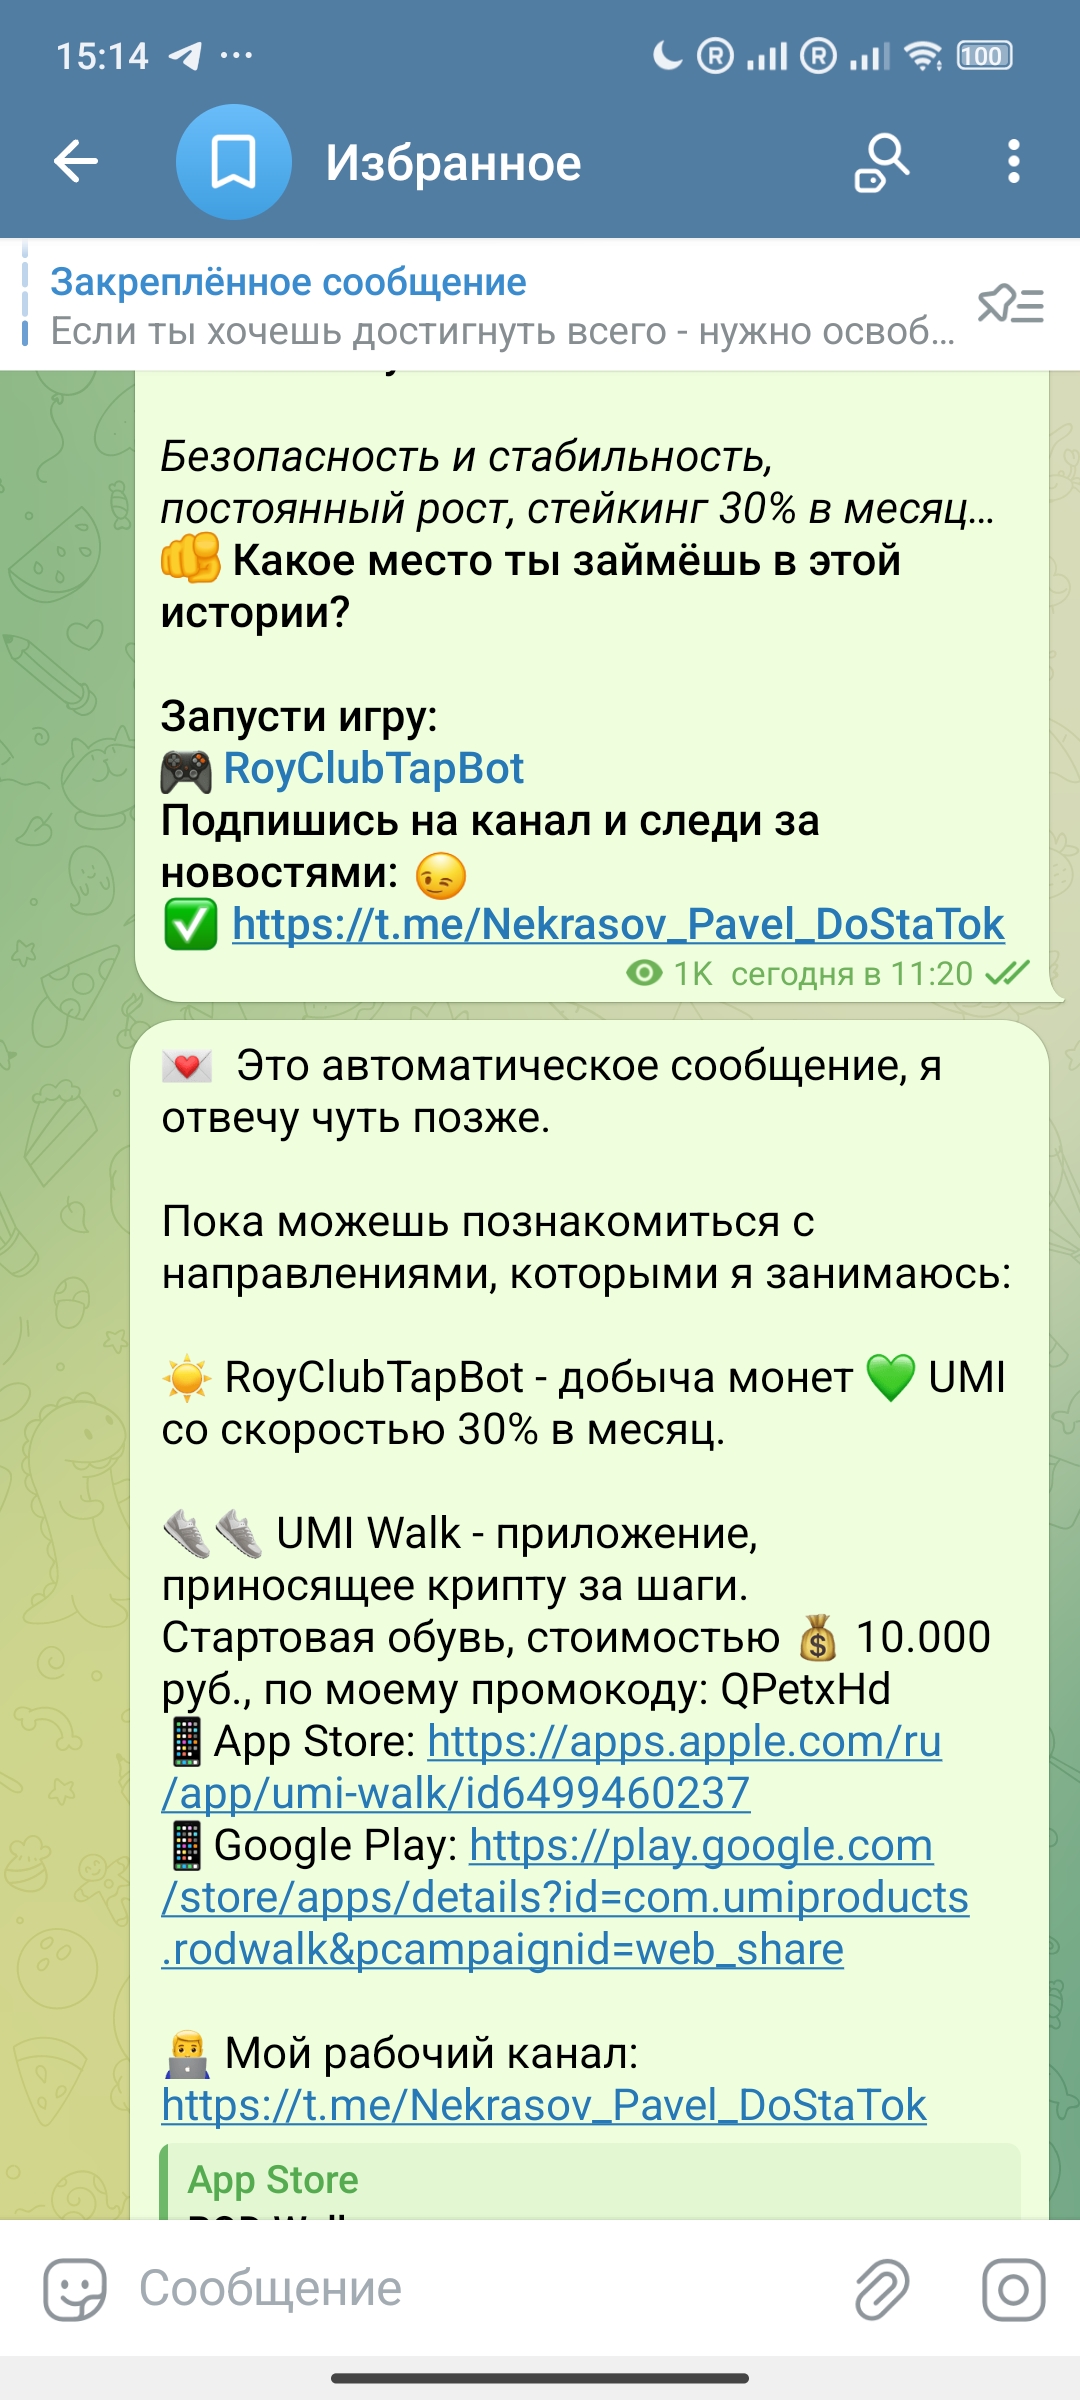 15:14
100
Избранное
Закреплённое сообщение
Если ты хочешь достигнуть всего - нужно освоб...
Безопасность и стабильность,
постоянный рост, стейкинг 30% в месяц...
🫵 Какое место ты займёшь в этой
истории?
Запусти игру:
🎮 RoyClubTapBot
Подпишись на канал и следи за
новостями: 😉
✅ https://t.me/Nekrasov_Pavel_DoStaTok
1K сегодня в 11:20
💌 Это автоматическое сообщение, я
отвечу чуть позже.
Пока можешь познакомиться с
направлениями, которыми я занимаюсь:
☀️ RoyClubTapBot - добыча монет 💚 UMI
со скоростью 30% в месяц.
👟👟 UMI Walk - приложение,
приносящее крипту за шаги.
Стартовая обувь, стоимостью 💰 10.000
руб., по моему промокоду: QPetxHd
📱App Store: https://apps.apple.com/ru
/app/umi-walk/id6499460237
📱Google Play: https://play.google.com
/store/apps/details?id=com.umiproducts
.rodwalk&pcampaignid=web_share
👨‍💻 Мой рабочий канал:
https://t.me/Nekrasov_Pavel_DoStaTok
App Store
Сообщение